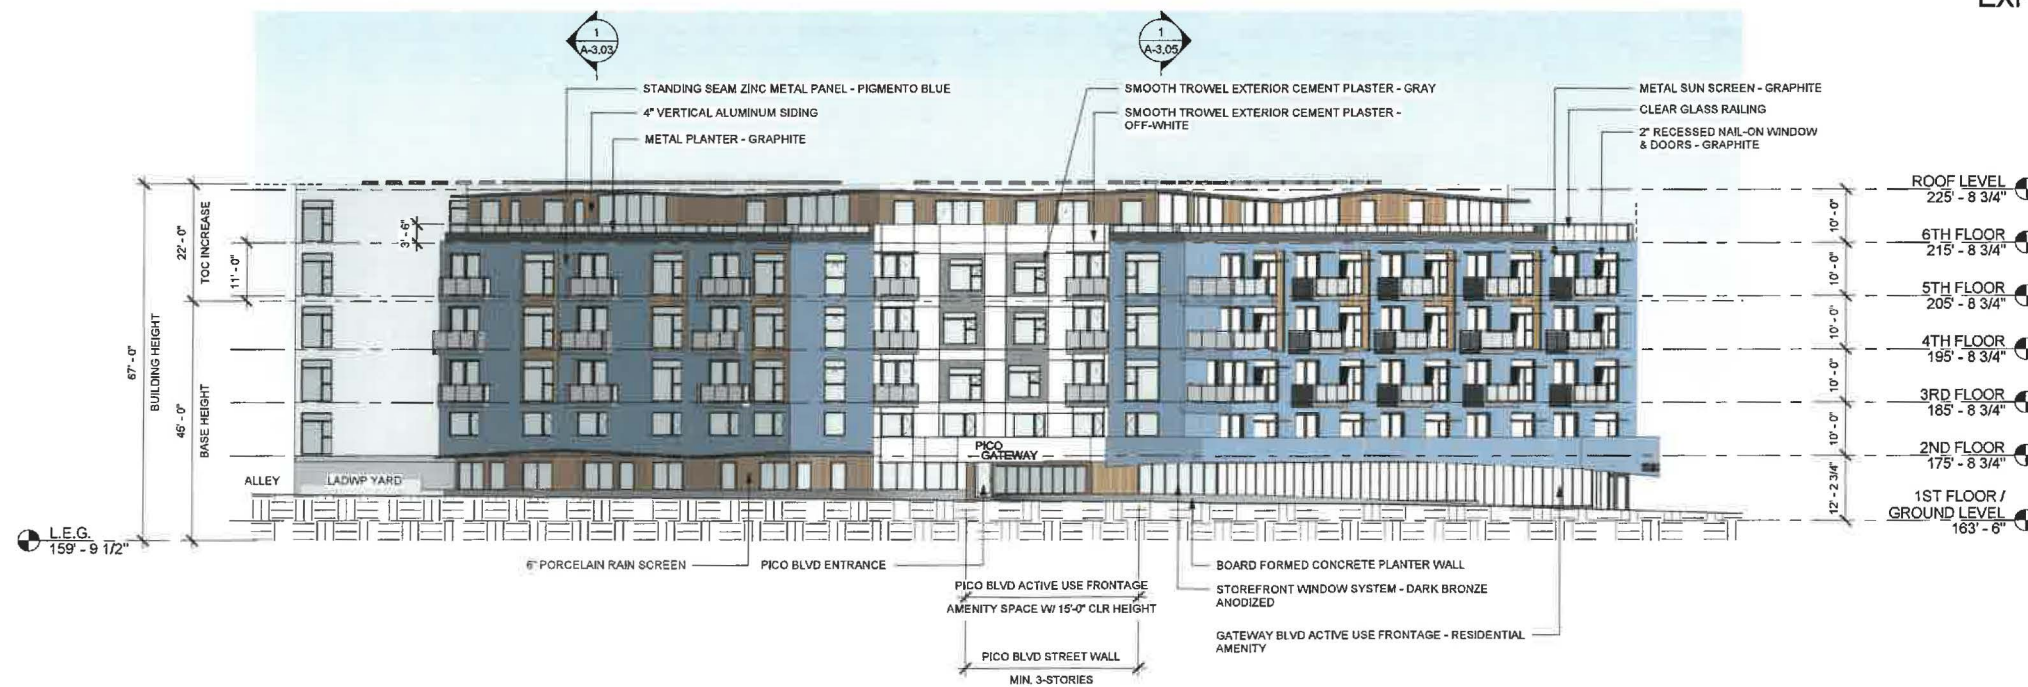 EXH
1
A-3.03
1
A-3.05
STANDING SEAM ZINC METAL PANEL - PIGMENTO BLUE
4" VERTICAL ALUMINUM SIDING
METAL PLANTER - GRAPHITE
SMOOTH TROWEL EXTERIOR CEMENT PLASTER - GRAY
SMOOTH TROWEL EXTERIOR CEMENT PLASTER -
OFF-WHITE
METAL SUN SCREEN - GRAPHITE
CLEAR GLASS RAILING
2" RECESSED NAIL-ON WINDOW
& DOORS - GRAPHITE
67' - 0"
BUILDING HEIGHT
22' - 0"
TOC INCREASE
11' - 0"
3' - 6"
46' - 0"
BASE HEIGHT
ROOF LEVEL
225' - 8 3/4"
10' - 0"
6TH FLOOR
215' - 8 3/4"
10' - 0"
5TH FLOOR
205' - 8 3/4"
10' - 0"
4TH FLOOR
195' - 8 3/4"
10' - 0"
3RD FLOOR
185' - 8 3/4"
10' - 0"
2ND FLOOR
175' - 8 3/4"
12' - 2 3/4"
1ST FLOOR /
GROUND LEVEL
163' - 6"
PICO
GATEWAY
ALLEY
LADWP YARD
L.E.G.
159' - 9 1/2"
6" PORCELAIN RAIN SCREEN
PICO BLVD ENTRANCE
PICO BLVD ACTIVE USE FRONTAGE
AMENITY SPACE W/ 15'-0" CLR HEIGHT
PICO BLVD STREET WALL
MIN. 3-STORIES
BOARD FORMED CONCRETE PLANTER WALL
STOREFRONT WINDOW SYSTEM - DARK BRONZE
ANODIZED
GATEWAY BLVD ACTIVE USE FRONTAGE - RESIDENTIAL
AMENITY